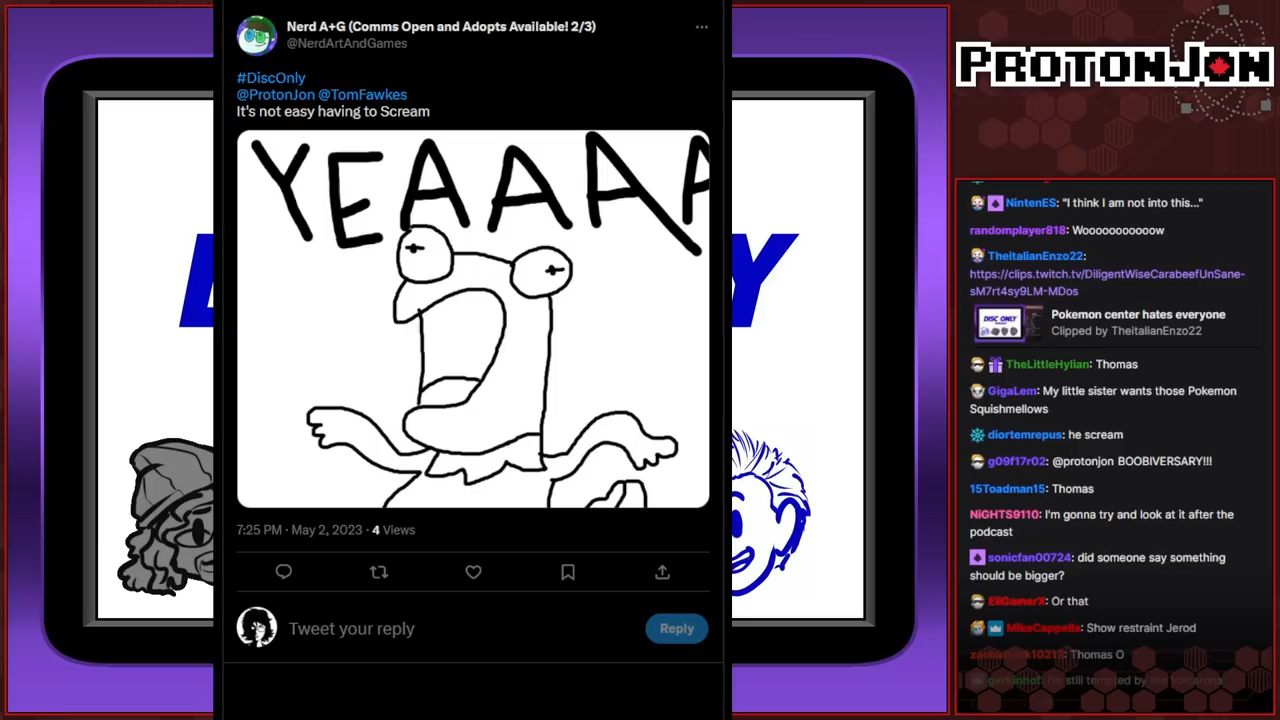 Nerd A+G (Comms Open and Adopts Available! 2/3)
@NerdArtAndGames
#DiscOnly
@ProtonJon @TomFawkes
It's not easy having to Scream
YEAAAA
7:25 PM · May 2, 2023 · 4 Views
Tweet your reply
Reply
PROTONJON
NintenES: "I think I am not into this..."
randomplayer818: Wooooooooooow
TheitalianEnzo22:
https://clips.twitch.tv/DiligentWiseCarabeefUnSane-
sM7rt4sy9LM-MDos
Pokemon center hates everyone
Clipped by TheitalianEnzo22
TheLittleHylian: Thomas
GigaLem: My little sister wants those Pokemon
Squishmellows
diortemrepus: he scream
g09f17r02: @protonjon BOOBIVERSARY!!!
15Toadman15: Thomas
NiGHTS9110: I'm gonna try and look at it after the
podcast
sonicfan00724: did someone say something
should be bigger?
EliGamerX: Or that
MikeCappella: Show restraint Jerod
Thomas O
I'm still tempted by the Volcarona